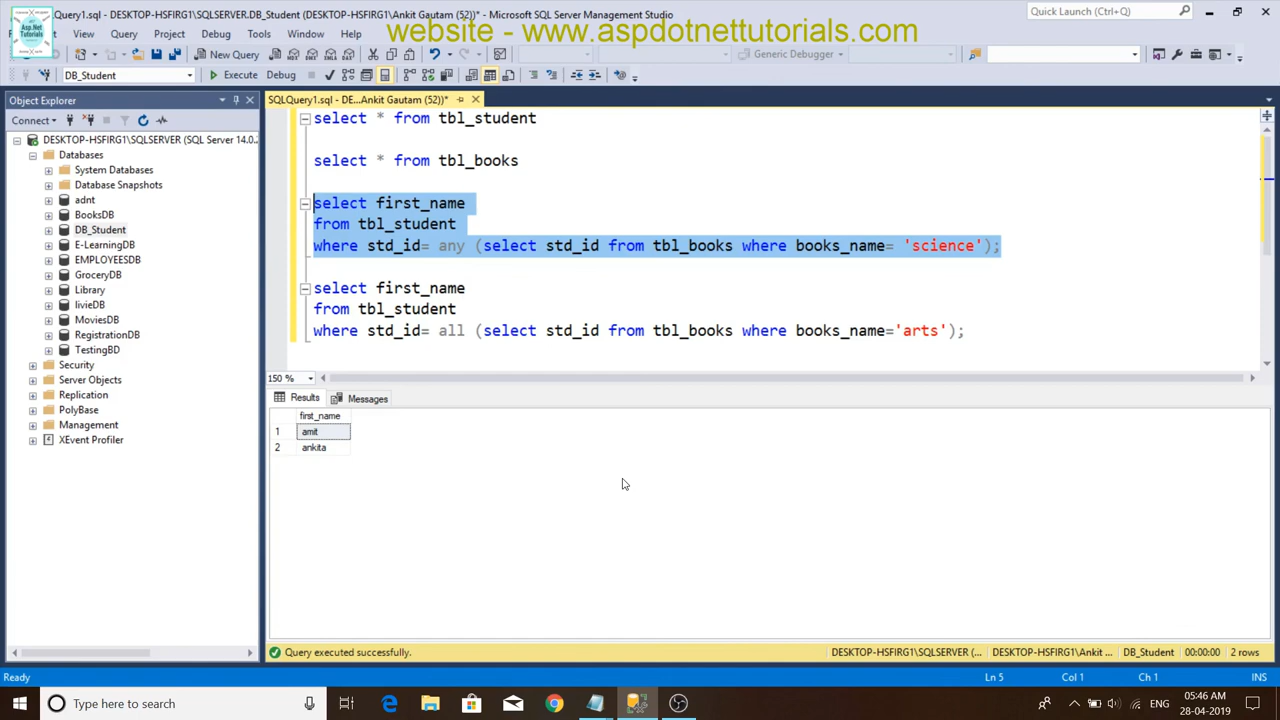 SQLQuery1.sql - DESKTOP-HSFIRG1\SQLSERVER.DB_Student (DESKTOP-HSFIRG1\Ankit Gautam (52))* - Microsoft SQL Server Management Studio
Quick Launch (Ctrl+Q)
Asp.Net
Tutorials
website - www.aspdotnetutorials.com
View Query Project Debug Tools Window Help
New Query
Generic Debugger
DB_Student
Execute Debug
Object Explorer
Connect
DESKTOP-HSFIRG1\SQLSERVER (SQL Server 14.0.
Databases
System Databases
Database Snapshots
adnt
BooksDB
DB_Student
E-LearningDB
EMPLOYEESDB
GroceryDB
Library
livieDB
MoviesDB
RegistrationDB
TestingBD
Security
Server Objects
Replication
PolyBase
Management
XEvent Profiler
SQLQuery1.sql - DE...Ankit Gautam (52))*
select * from tbl_student
select * from tbl_books
select first_name
from tbl_student
where std_id= any (select std_id from tbl_books where books_name= 'science');
select first_name
from tbl_student
where std_id= all (select std_id from tbl_books where books_name='arts');
150 %
Results Messages
first_name
1 amit
2 ankita
Query executed successfully.
DESKTOP-HSFIRG1\SQLSERVER (... DESKTOP-HSFIRG1\Ankit ... DB_Student 00:00:00 2 rows
Ready
Ln 5 Col 1 Ch 1 INS
Type here to search
ENG
05:46 AM
28-04-2019